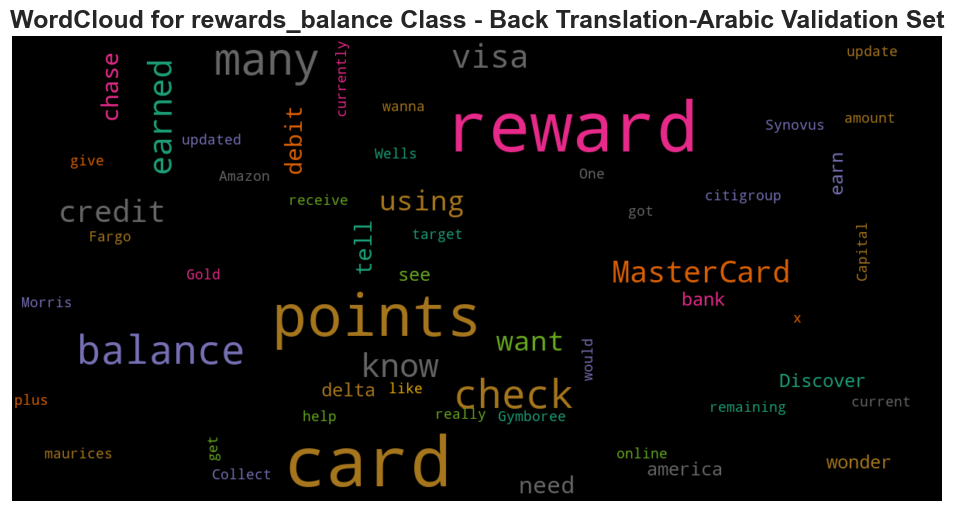 WordCloud for rewards_balance Class - Back Translation-Arabic Validation Set
many
visa
update
chase
earned
currently
wanna
reward
Synovus
amount
updated
debit
give
Wells
Amazon
One
earn
receive
using
citigroup
credit
got
Fargo
tell
target
Capital
see
MasterCard
Gold
bank
Morris
points
x
balance
want
know
would
delta
like
check
Discover
plus
help
really
Gymboree
remaining
current
maurices
get
card
online
wonder
Collect
america
need